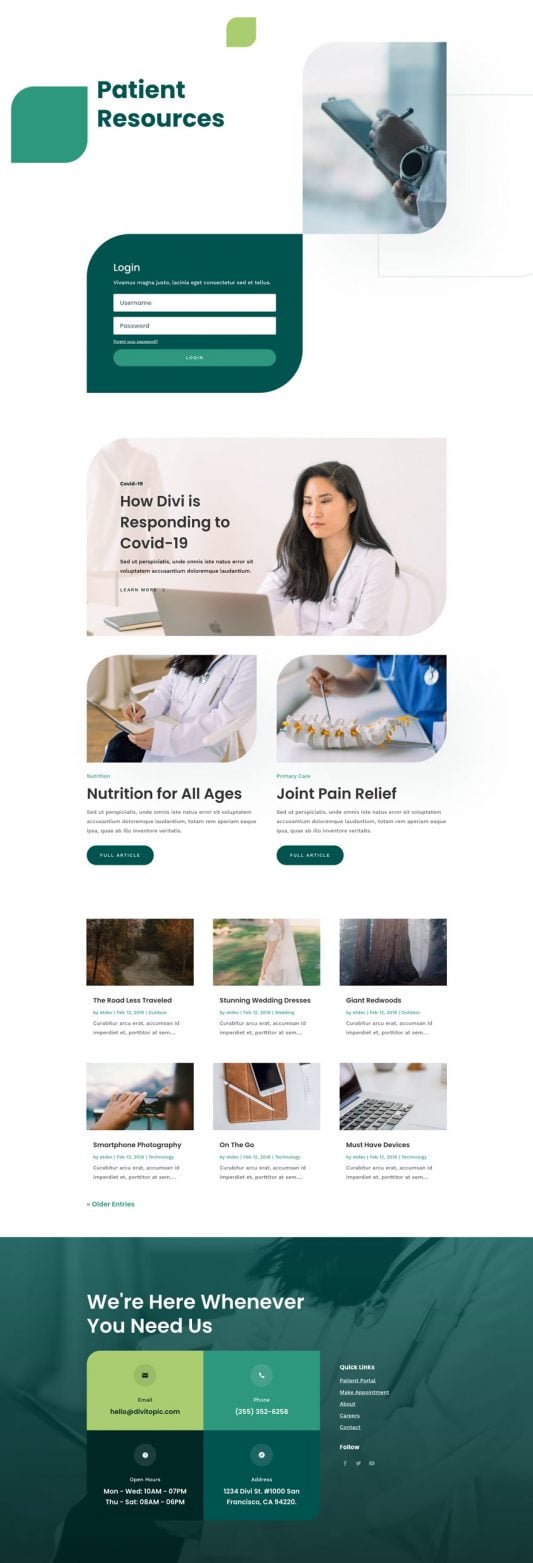 Patient
Resources
Login
Vivamus magna justo, lacinia eget consectetur sed et tellus.
Username
Password
Forgot your password?
LOGIN
Covid-19
How Divi is
Responding to
Covid-19
Sed ut perspiciatis, unde omnis iste natus error sit
voluptatem accusantium doloremque laudantium.
LEARN MORE >
Nutrition
Nutrition for All Ages
Sed ut perspiciatis, unde omnis iste natus error sit voluptatem
accusantium doloremque laudantium, totam rem aperiam eaque
ipsa, quae ab illo inventore veritatis.
FULL ARTICLE
Primary Care
Joint Pain Relief
Sed ut perspiciatis, unde omnis iste natus error sit voluptatem
accusantium doloremque laudantium, totam rem aperiam eaque
ipsa, quae ab illo inventore veritatis.
FULL ARTICLE
The Road Less Traveled
by etdev | Feb 12, 2018 | Outdoor
Curabitur arcu erat, accumsan id
imperdiet et, porttitor at sem....
Stunning Wedding Dresses
by etdev | Feb 12, 2018 | Wedding
Curabitur arcu erat, accumsan id
imperdiet et, porttitor at sem....
Giant Redwoods
by etdev | Feb 12, 2018 | Outdoor
Curabitur arcu erat, accumsan id
imperdiet et, porttitor at sem....
Smartphone Photography
by etdev | Feb 12, 2018 | Technology
Curabitur arcu erat, accumsan id
imperdiet et, porttitor at sem....
On The Go
by etdev | Feb 12, 2018 | Technology
Curabitur arcu erat, accumsan id
imperdiet et, porttitor at sem....
Must Have Devices
by etdev | Feb 12, 2018 | Technology
Curabitur arcu erat, accumsan id
imperdiet et, porttitor at sem....
« Older Entries
We're Here Whenever
You Need Us
Email
hello@divitopic.com
Phone
(255) 352-6258
Open Hours
Mon - Wed: 10AM - 07PM
Thu - Sat: 08AM - 06PM
Address
1234 Divi St. #1000 San
Francisco, CA 94220.
Quick Links
Patient Portal
Make Appointment
About
Careers
Contact
Follow